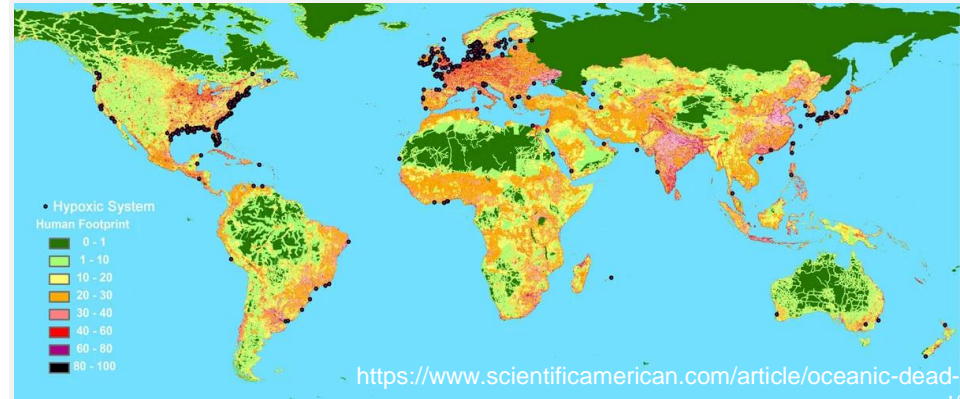 Hypoxic System
Human Footprint
0 - 1
1 - 10
10 - 20
20 - 30
30 - 40
40 - 60
60 - 80
80 - 100
https://www.scientificamerican.com/article/oceanic-dead-